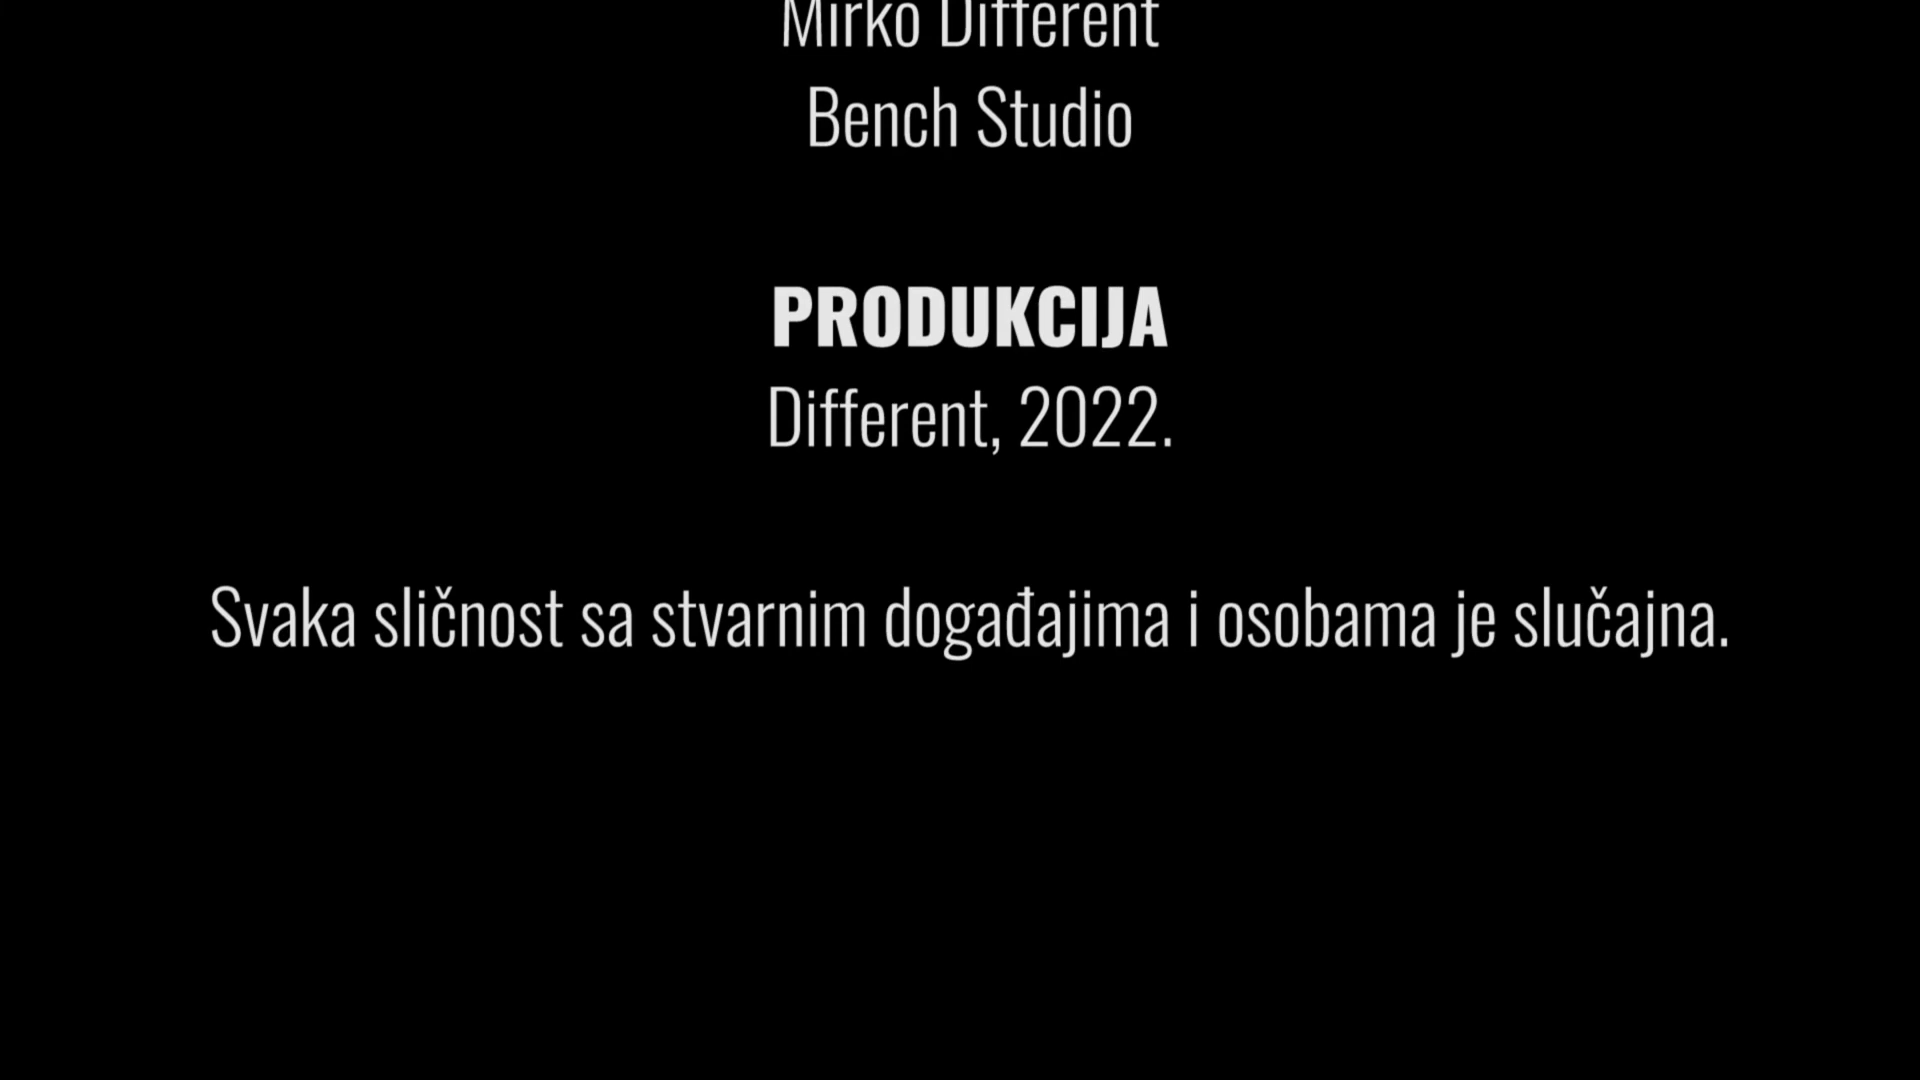 Mirko Different
Bench Studio
PRODUKCIJA
Different, 2022.
Svaka sličnost sa stvarnim događajima i osobama je slučajna.